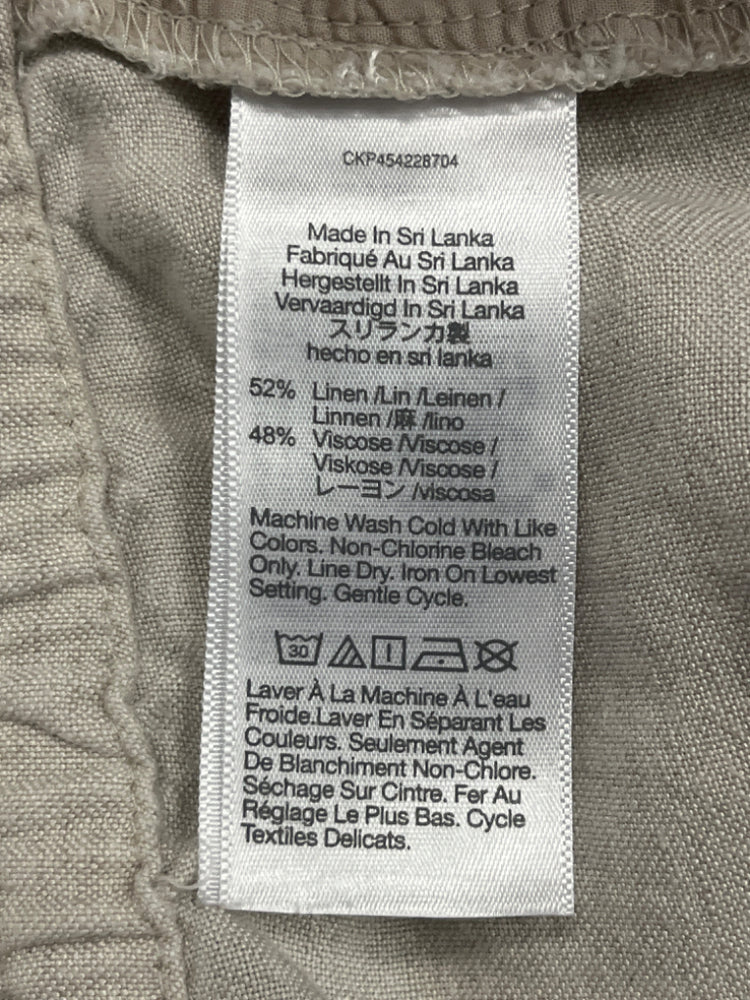 CKP454228704
Made In Sri Lanka
Fabriqué Au Sri Lanka
Hergestellt In Sri Lanka
Vervaardigd In Sri Lanka
スリランカ製
hecho en sri lanka
52% Linen /Lin /Leinen /
Linnen /麻 /lino
48% Viscose /Viscose /
Viskose /Viscose /
レーヨン /viscosa
Machine Wash Cold With Like
Colors. Non-Chlorine Bleach
Only. Line Dry. Iron On Lowest
Setting. Gentle Cycle.
30
Laver À La Machine À L'eau
Froide.Laver En Séparant Les
Couleurs. Seulement Agent
De Blanchiment Non-Chlore.
Séchage Sur Cintre. Fer Au
Réglage Le Plus Bas. Cycle
Textiles Delicats.